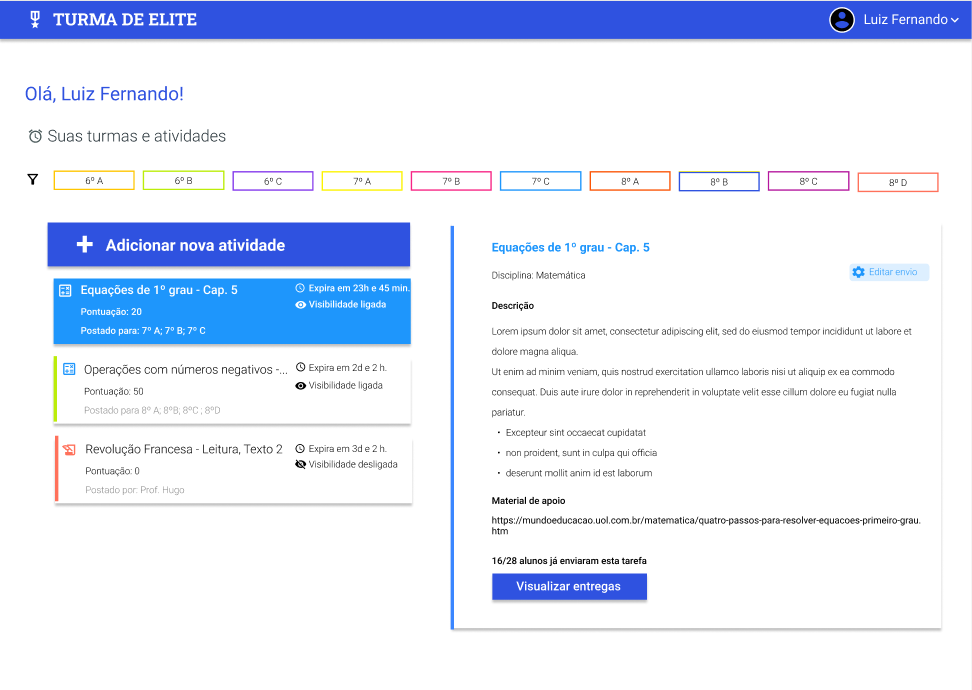 TURMA DE ELITE
Luiz Fernando
Olá, Luiz Fernando!
Suas turmas e atividades
6º A
6º B
6º C
7º A
7º B
7º C
8º A
8º B
8º C
8º D
Adicionar nova atividade
Equações de 1º grau - Cap. 5
Expira em 23h e 45 min.
Pontuação: 20
Visibilidade ligada
Postado para: 7º A; 7º B; 7º C
Operações com números negativos -...
Expira em 2d e 2 h.
Visibilidade ligada
Pontuação: 50
Postado para 8º A; 8ºB; 8ºC ; 8ºD
Revolução Francesa - Leitura, Texto 2
Expira em 3d e 2 h.
Visibilidade desligada
Pontuação: 0
Postado por: Prof. Hugo
Equações de 1º grau - Cap. 5
Disciplina: Matemática
Editar envio
Descrição
Lorem ipsum dolor sit amet, consectetur adipiscing elit, sed do eiusmod tempor incididunt ut labore et
dolore magna aliqua.
Ut enim ad minim veniam, quis nostrud exercitation ullamco laboris nisi ut aliquip ex ea commodo
consequat. Duis aute irure dolor in reprehenderit in voluptate velit esse cillum dolore eu fugiat nulla
pariatur.
• Excepteur sint occaecat cupidatat
• non proident, sunt in culpa qui officia
• deserunt mollit anim id est laborum
Material de apoio
https://mundoeducacao.uol.com.br/matematica/quatro-passos-para-resolver-equacoes-primeiro-grau.
htm
16/28 alunos já enviaram esta tarefa
Visualizar entregas